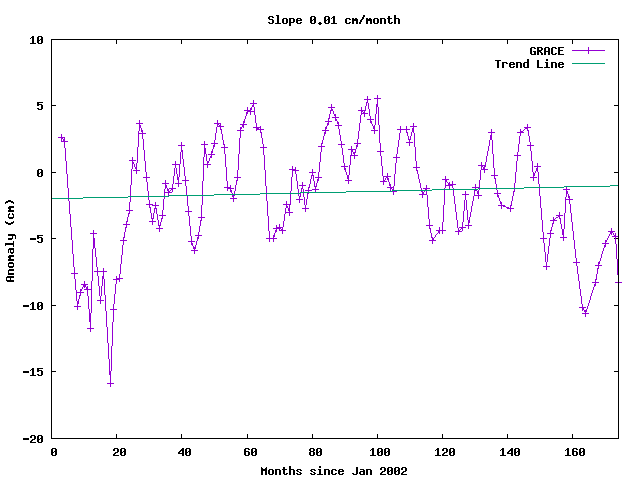 Slope 0.01 cm/month
10
5
0
-5
-10
-15
-20
Anomaly (cm)
GRACE
Trend Line
0 20 40 60 80 100 120 140 160
Months since Jan 2002